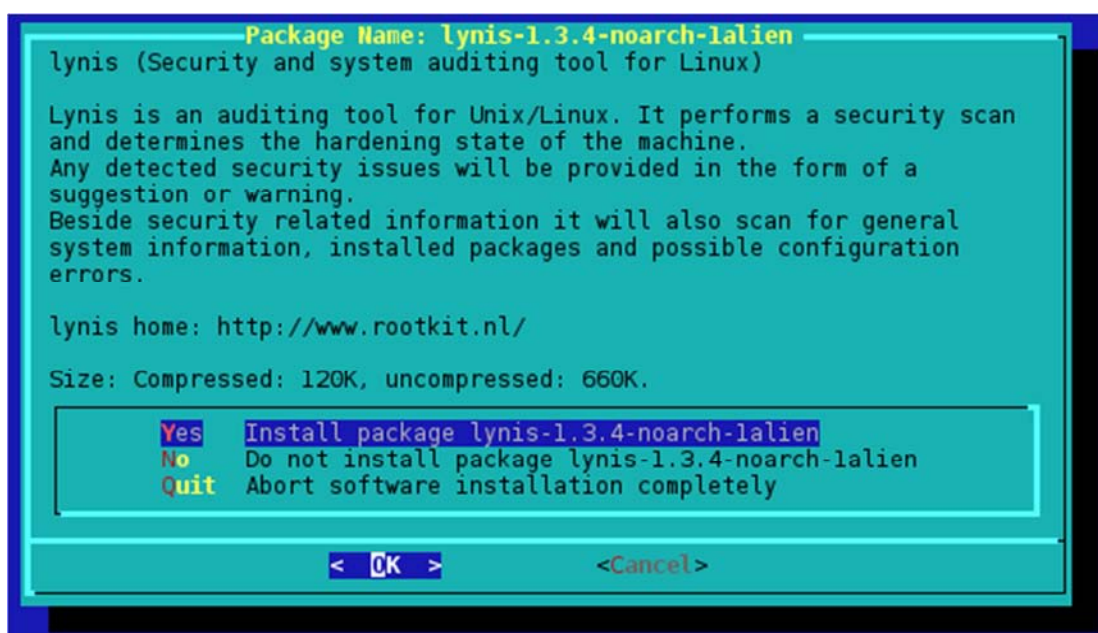 Package Name: lynis-1.3.4-noarch-1alien
lynis (Security and system auditing tool for Linux)
Lynis is an auditing tool for Unix/Linux. It performs a security scan
and determines the hardening state of the machine.
Any detected security issues will be provided in the form of a
suggestion or warning.
Beside security related information it will also scan for general
system information, installed packages and possible configuration
errors.
lynis home: http://www.rootkit.nl/
Size: Compressed: 120K, uncompressed: 660K.
Yes Install package lynis-1.3.4-noarch-1alien
No Do not install package lynis-1.3.4-noarch-1alien
Quit Abort software installation completely
< OK > <Cancel>